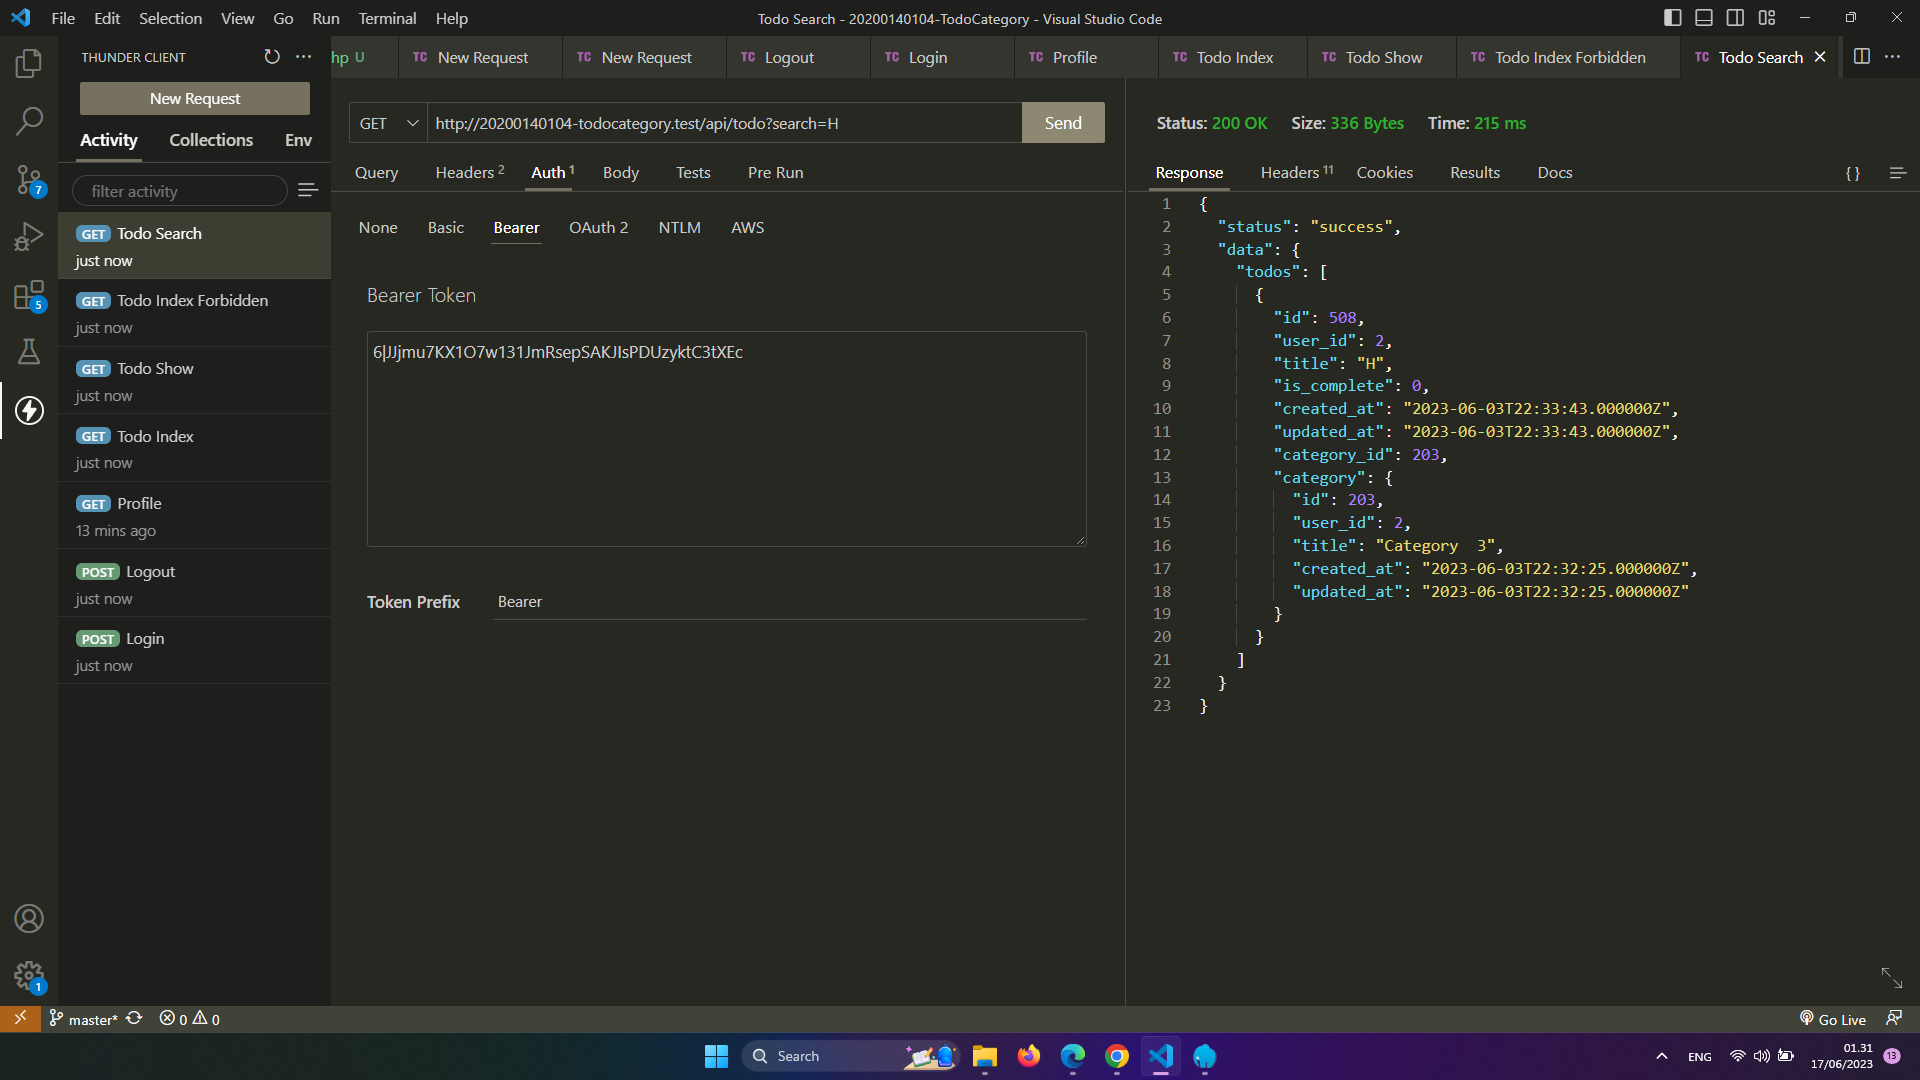 File Edit Selection View Go Run Terminal Help
Todo Search - 20200140104-TodoCategory - Visual Studio Code
THUNDER CLIENT
New Request
Activity Collections Env
filter activity
GET Todo Search
just now
GET Todo Index Forbidden
just now
GET Todo Show
just now
GET Todo Index
just now
GET Profile
13 mins ago
POST Logout
just now
POST Login
just now
7
5
1
hp U
TC New Request
TC New Request
TC Logout
TC Login
TC Profile
TC Todo Index
TC Todo Show
TC Todo Index Forbidden
TC Todo Search
GET http://20200140104-todocategory.test/api/todo?search=H Send
Query Headers 2 Auth 1 Body Tests Pre Run
None Basic Bearer OAuth 2 NTLM AWS
Bearer Token
6|JJjmu7KX1O7w131JmRsepSAKJIsPDUzyktC3tXEc
Token Prefix Bearer
Status: 200 OK Size: 336 Bytes Time: 215 ms
Response Headers 11 Cookies Results Docs {}
1 {
2 "status": "success",
3 "data": {
4 "todos": [
5 {
6 "id": 508,
7 "user_id": 2,
8 "title": "H",
9 "is_complete": 0,
10 "created_at": "2023-06-03T22:33:43.000000Z",
11 "updated_at": "2023-06-03T22:33:43.000000Z",
12 "category_id": 203,
13 "category": {
14 "id": 203,
15 "user_id": 2,
16 "title": "Category  3",
17 "created_at": "2023-06-03T22:32:25.000000Z",
18 "updated_at": "2023-06-03T22:32:25.000000Z"
19 }
20 }
21 ]
22 }
23 }
master* 0 0
Go Live
Search
ENG
01.31
17/06/2023
13